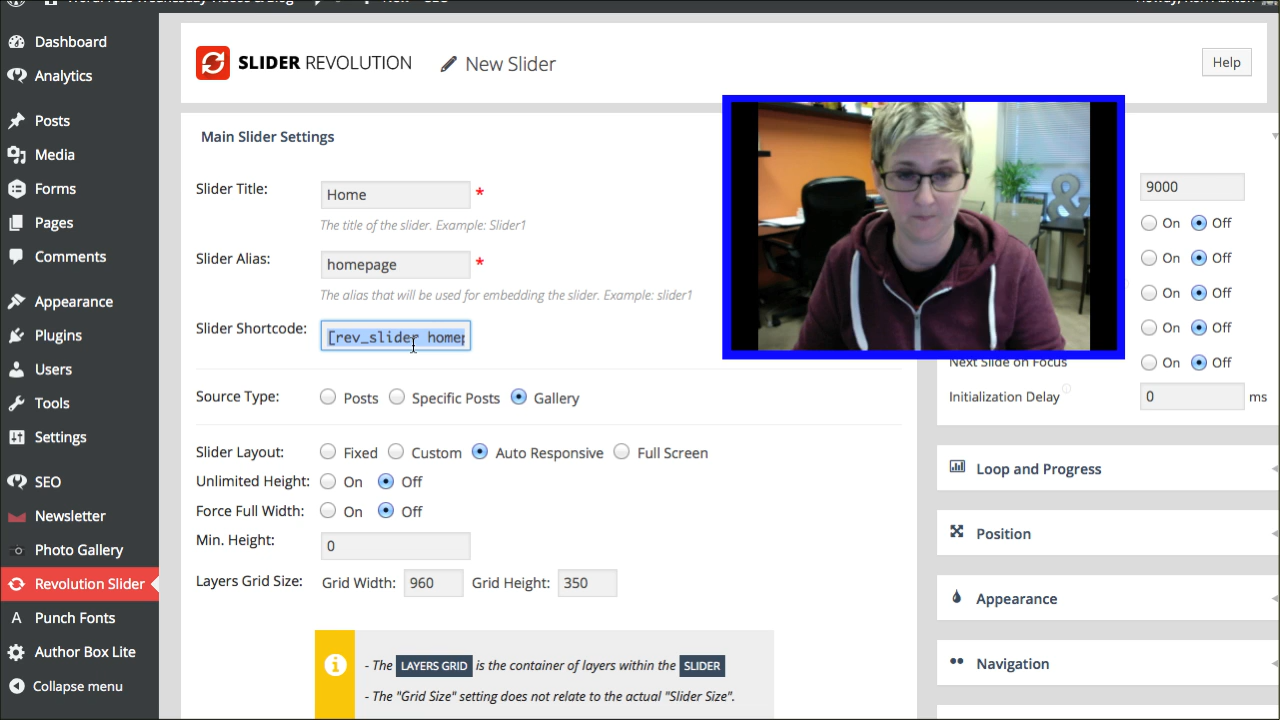 Dashboard
Analytics
Posts
Media
Forms
Pages
Comments
Appearance
Plugins
Users
Tools
Settings
SEO
Newsletter
Photo Gallery
Revolution Slider
Punch Fonts
Author Box Lite
Collapse menu
SLIDER REVOLUTION
New Slider
Help
Main Slider Settings
Slider Title:
Home
*
The title of the slider. Example: Slider1
Slider Alias:
homepage
*
The alias that will be used for embedding the slider. Example: slider1
Slider Shortcode:
[rev_slider home
Source Type: Posts Specific Posts Gallery
Slider Layout: Fixed Custom Auto Responsive Full Screen
Unlimited Height: On Off
Force Full Width: On Off
Min. Height: 0
Layers Grid Size: Grid Width: 960 Grid Height: 350
- The LAYERS GRID is the container of layers within the SLIDER
- The "Grid Size" setting does not relate to the actual "Slider Size".
&
9000
On Off
On Off
On Off
On Off
Next Slide on Focus On Off
Initialization Delay 0 ms
Loop and Progress
Position
Appearance
Navigation